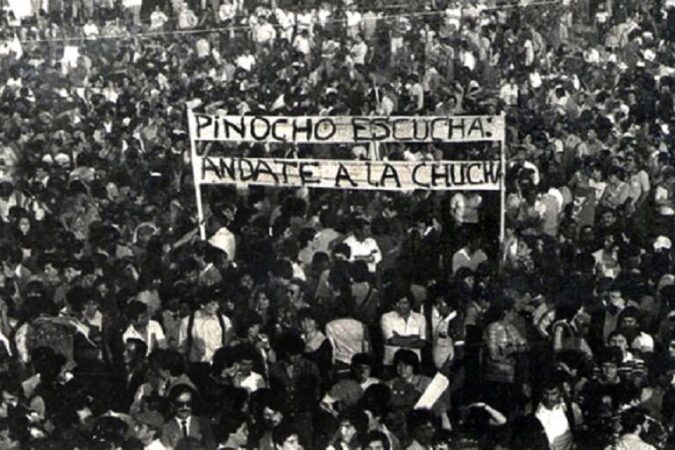 PINOCHO ESCUCHA:
ANDATE A LA CHUCHA